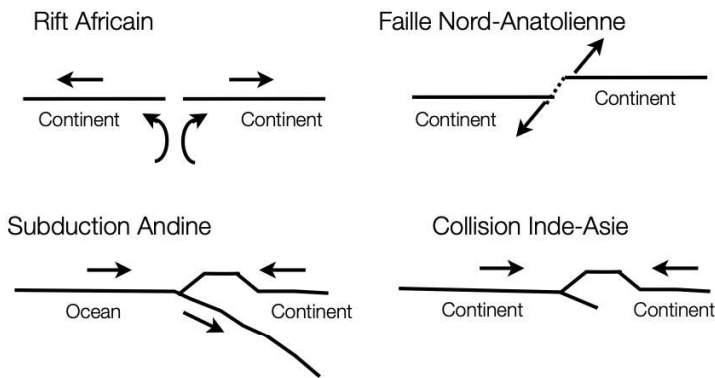 Rift Africain
Continent
Continent
Faille Nord-Anatolienne
Continent
Continent
Subduction Andine
Ocean
Continent
Collision Inde-Asie
Continent
Continent